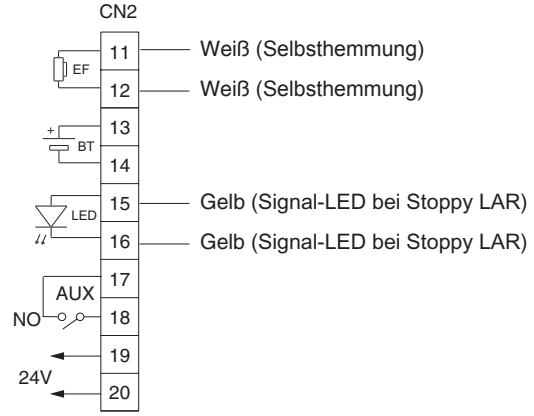 CN2
11 Weiß (Selbsthemmung)
EF
12 Weiß (Selbsthemmung)
13
+
BT
14
15 Gelb (Signal-LED bei Stoppy LAR)
LED
16 Gelb (Signal-LED bei Stoppy LAR)
17
AUX
NO 18
19
24V
20